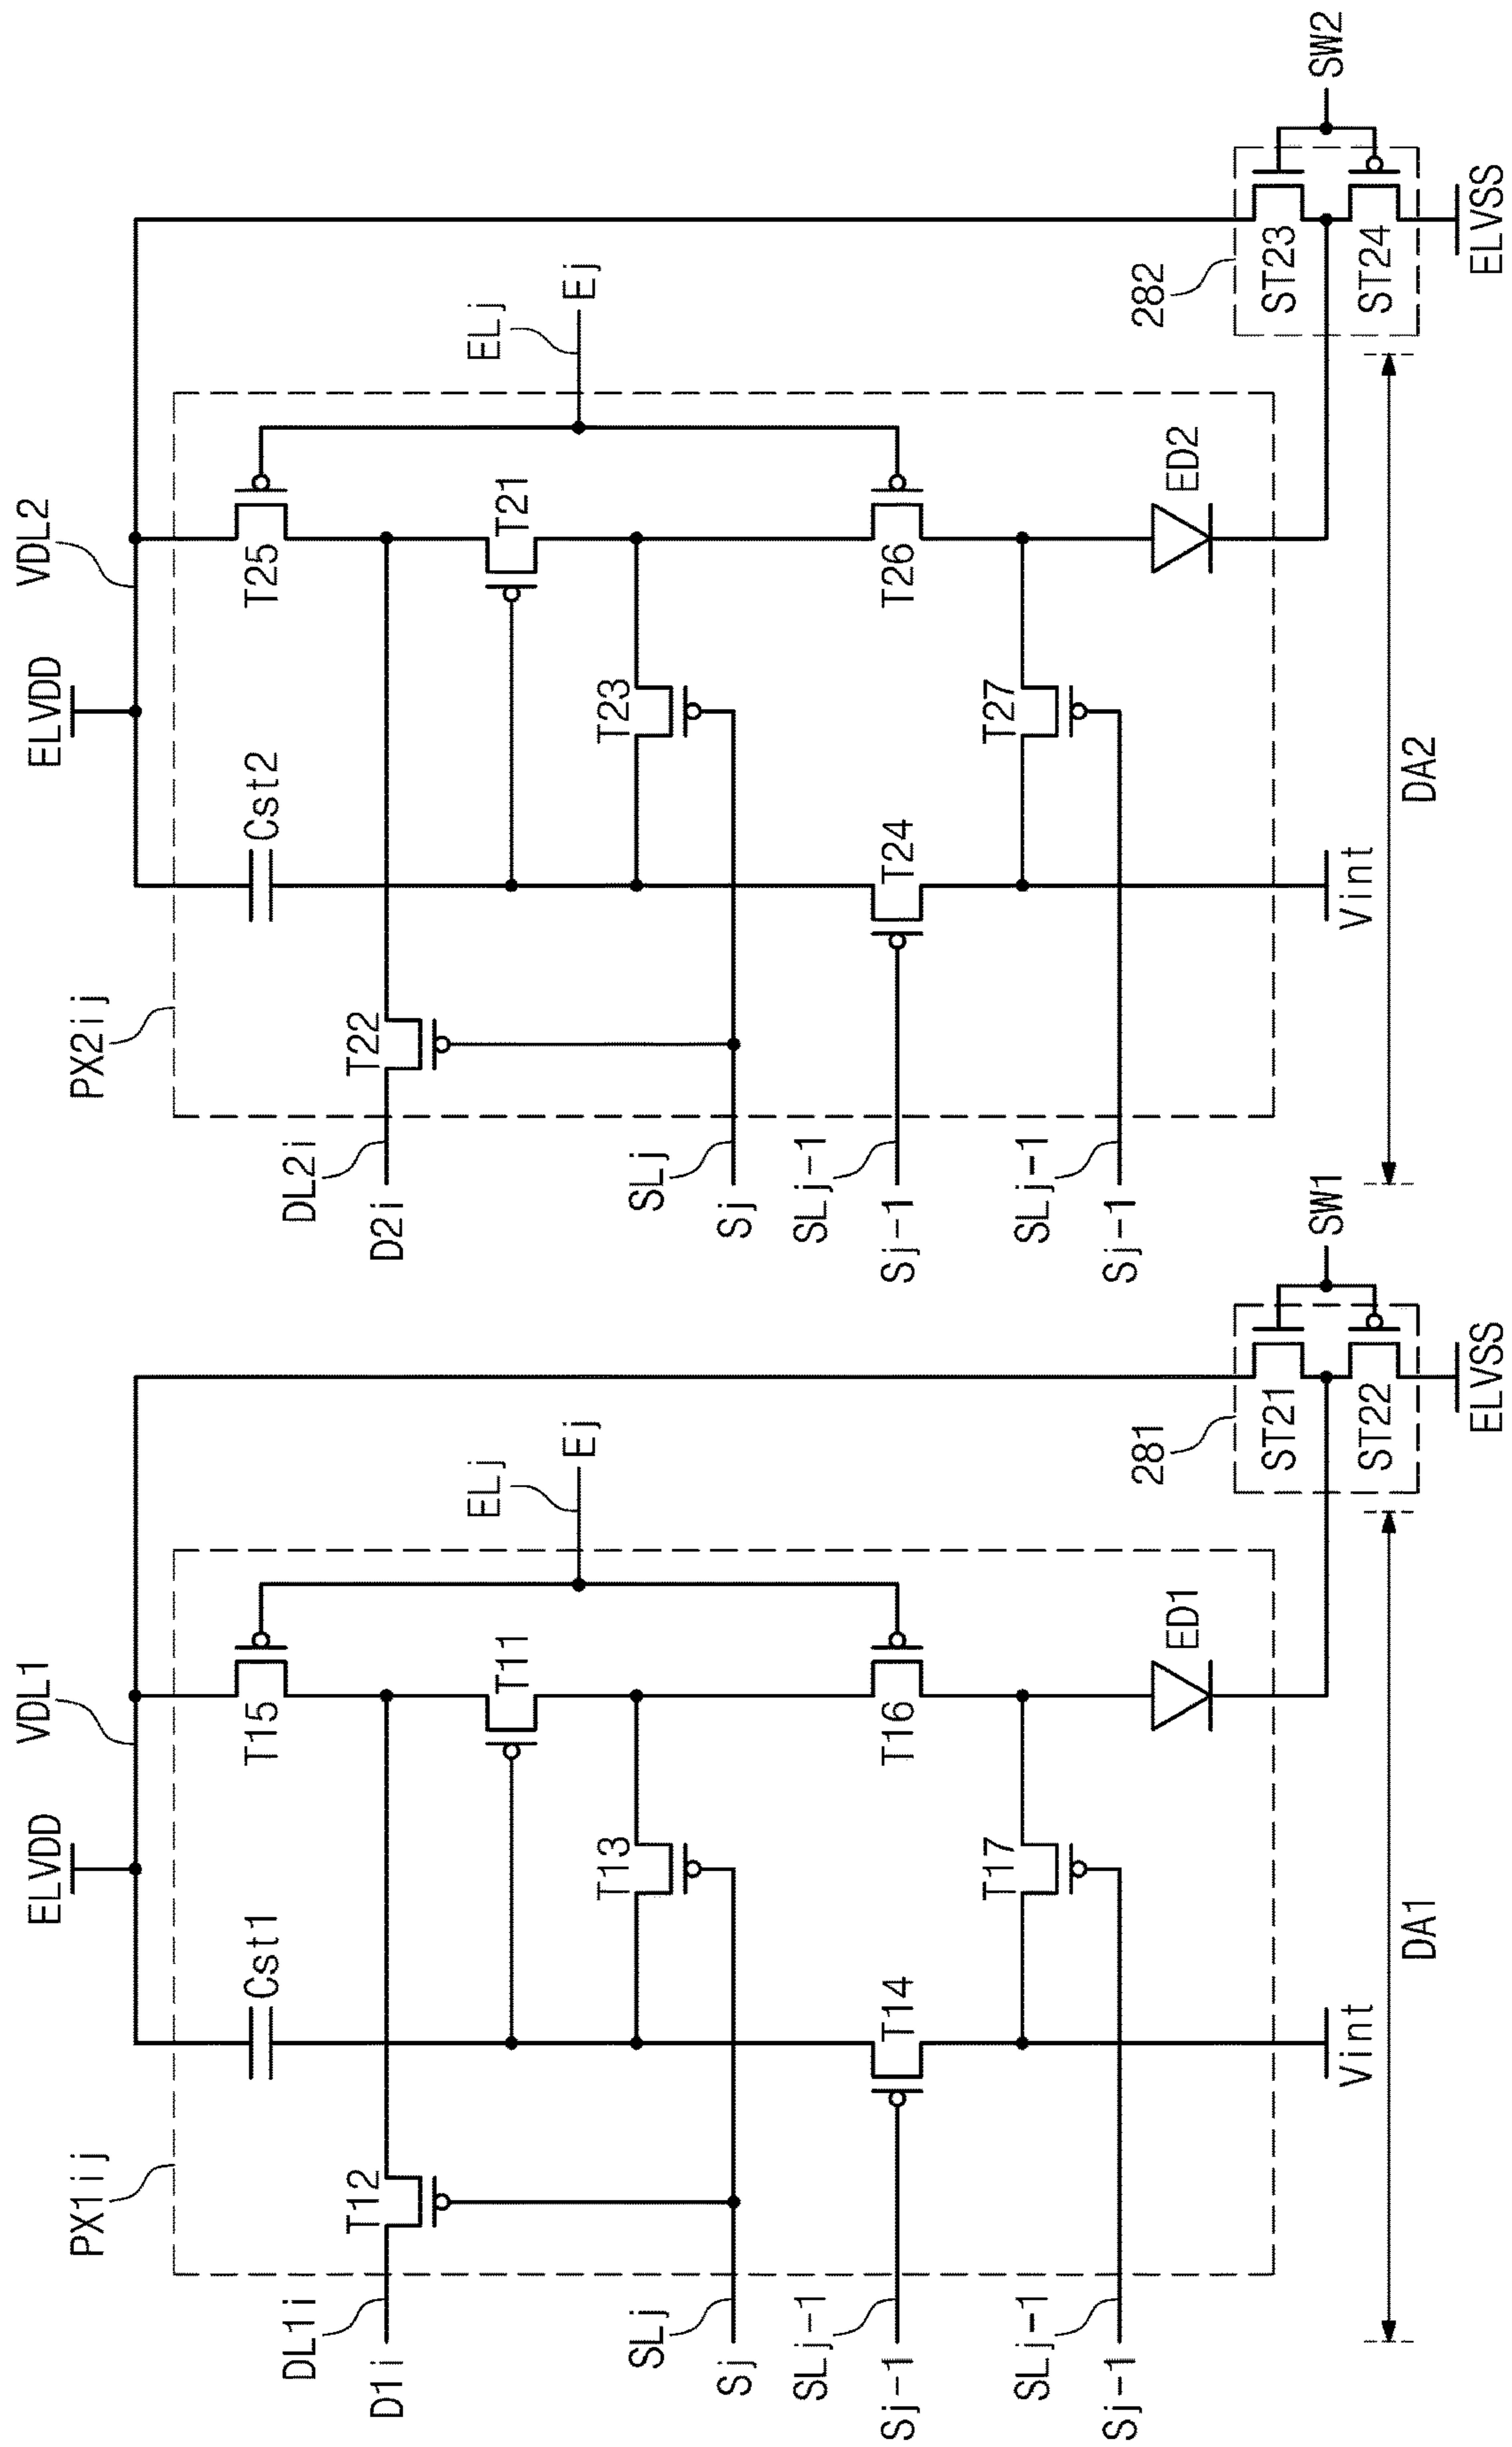 ELVDD
VDL1
PX1ij
Cst1
T15
ELj
Ej
DL1i
D1i
T12
T11
T13
SLj
Sj
T14
T16
SLj-1
Sj-1
T17
SLj-1
Sj-1
ED1
281
ST21
ST22
SW1
Vint
ELVSS
DA1
ELVDD
VDL2
PX2ij
Cst2
T25
ELj
Ej
DL2i
D2i
T22
T21
T23
SLj
Sj
T24
T26
SLj-1
Sj-1
T27
SLj-1
Sj-1
ED2
282
ST23
ST24
SW2
Vint
ELVSS
DA2